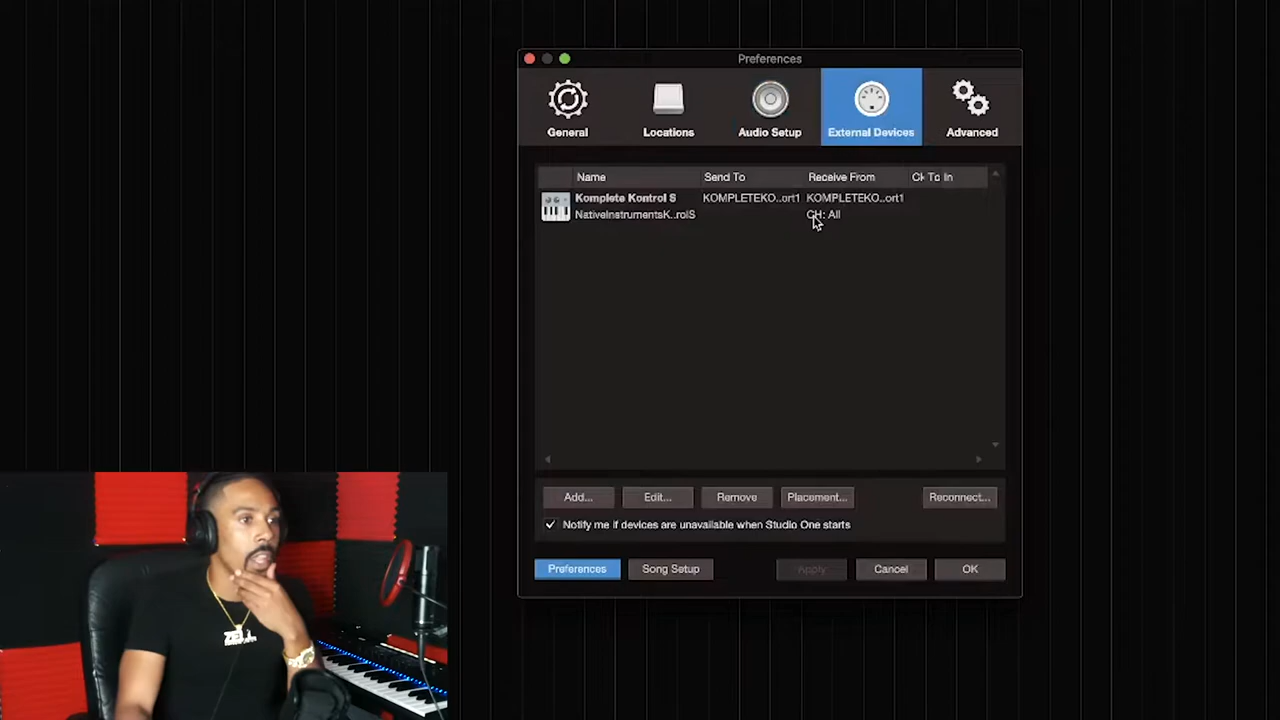 Preferences
General
Locations
Audio Setup
External Devices
Advanced
Name Send To Receive From Ck To In
Komplete Kontrol S KOMPLETEKO..ort1 KOMPLETEKO..ort1
NativeInstrumentsK..rolS CH: All
Add... Edit... Remove Placement... Reconnect...
Notify me if devices are unavailable when Studio One starts
Preferences Song Setup Apply Cancel OK
ZELL